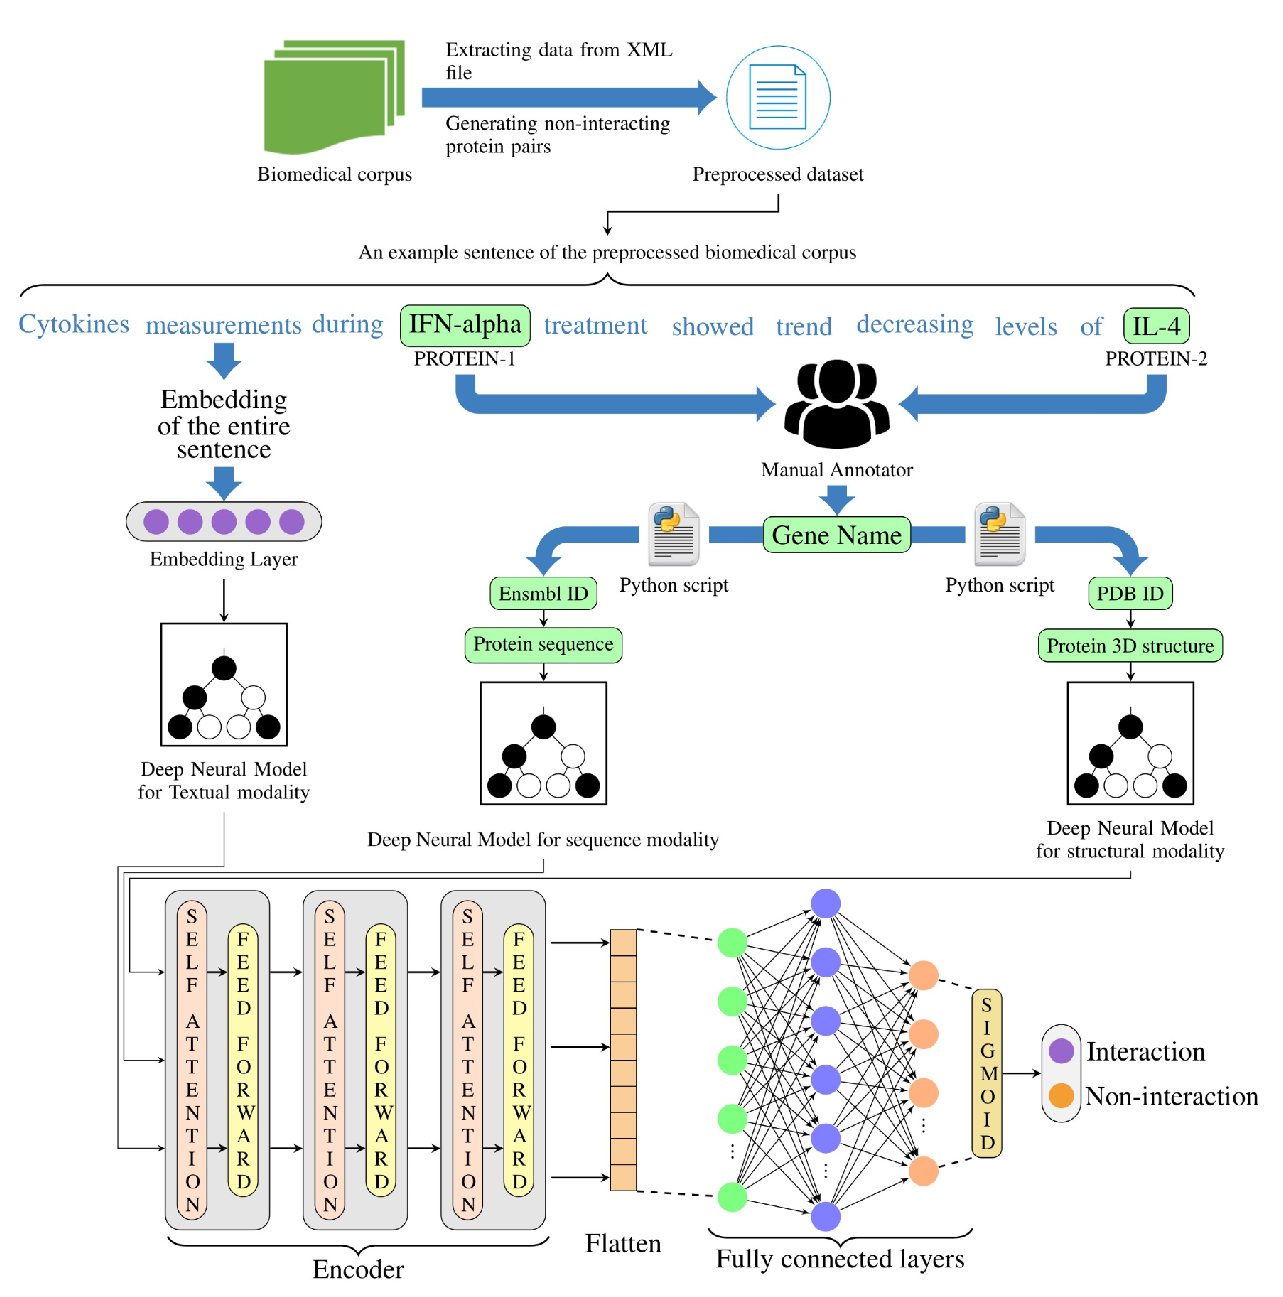 Extracting data from XML
file
Generating non-interacting
protein pairs
Biomedical corpus
Preprocessed dataset
An example sentence of the preprocessed biomedical corpus
Cytokines measurements during IFN-alpha treatment showed trend decreasing levels of IL-4
PROTEIN-1
PROTEIN-2
Embedding
of the entire
sentence
Manual Annotator
Gene Name
Embedding Layer
Python script
Python script
Ensmbl ID
PDB ID
Protein sequence
Protein 3D structure
Deep Neural Model
for Textual modality
Deep Neural Model for sequence modality
Deep Neural Model
for structural modality
SELF ATTENTION
FEED FORWARD
SELF ATTENTION
FEED FORWARD
SELF ATTENTION
FEED FORWARD
SIGMOID
Interaction
Non-interaction
Encoder
Flatten
Fully connected layers